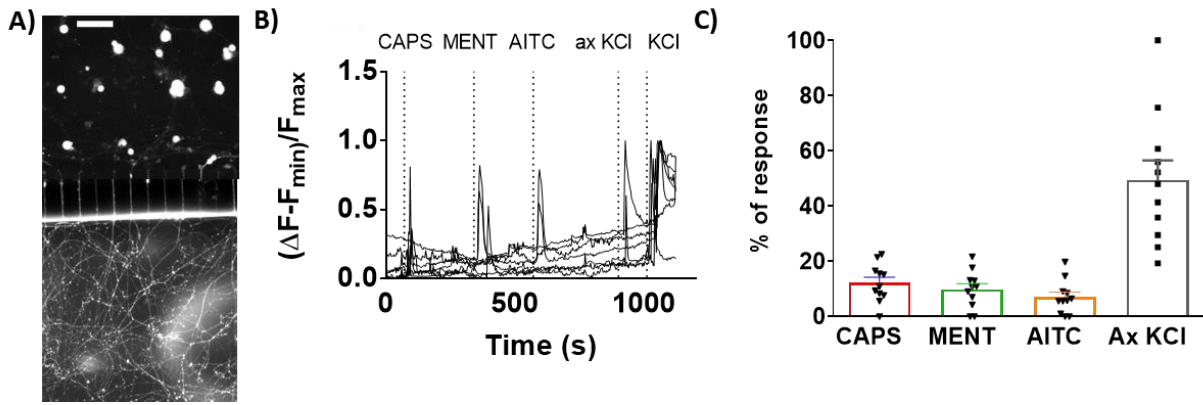 A)
B)
CAPS MENT AITC ax KCl KCl
(ΔF-Fmin)/Fmax
1.5
1.0
0.5
0.0
0 500 1000
Time (s)
C)
% of response
100
80
60
40
20
0
CAPS MENT AITC Ax KCl